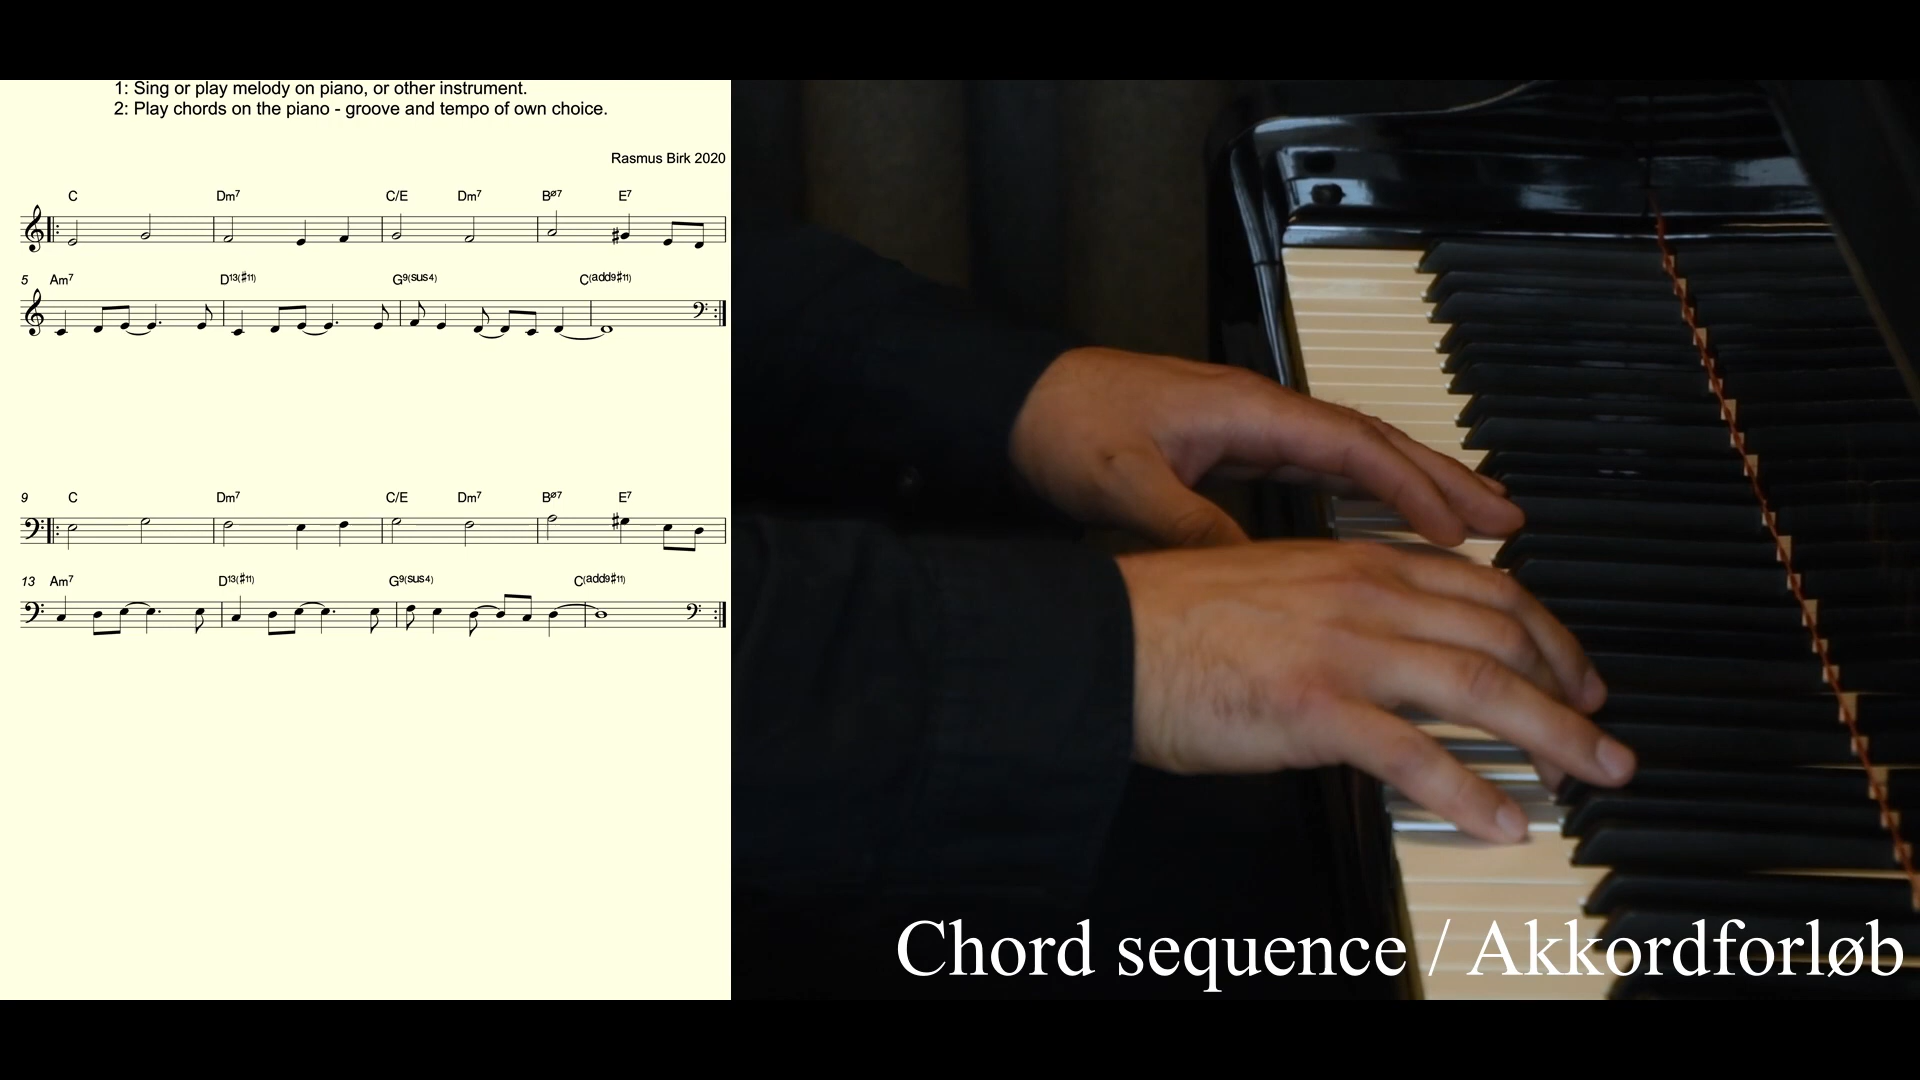 1: Sing or play melody on piano, or other instrument.
2: Play chords on the piano - groove and tempo of own choice.
Rasmus Birk 2020
C Dm7 C/E Dm7 Bø7 E7
5 Am7 D13(#11) G9(sus4) C(add9#11)
9 C Dm7 C/E Dm7 Bø7 E7
13 Am7 D13(#11) G9(sus4) C(add9#11)
Chord sequence / Akkordforløb